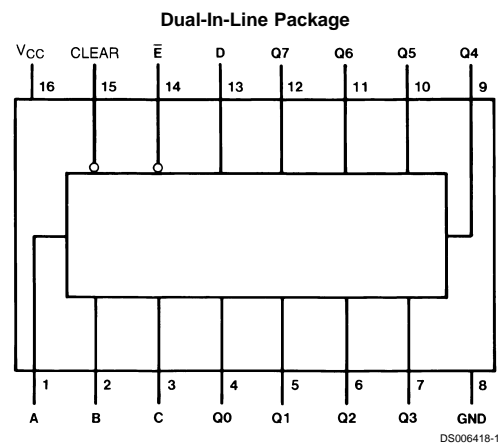 Dual-In-Line Package
VCC CLEAR E̅ D Q7 Q6 Q5 Q4
16 15 14 13 12 11 10 9
1 2 3 4 5 6 7 8
A B C Q0 Q1 Q2 Q3 GND
DS006418-1